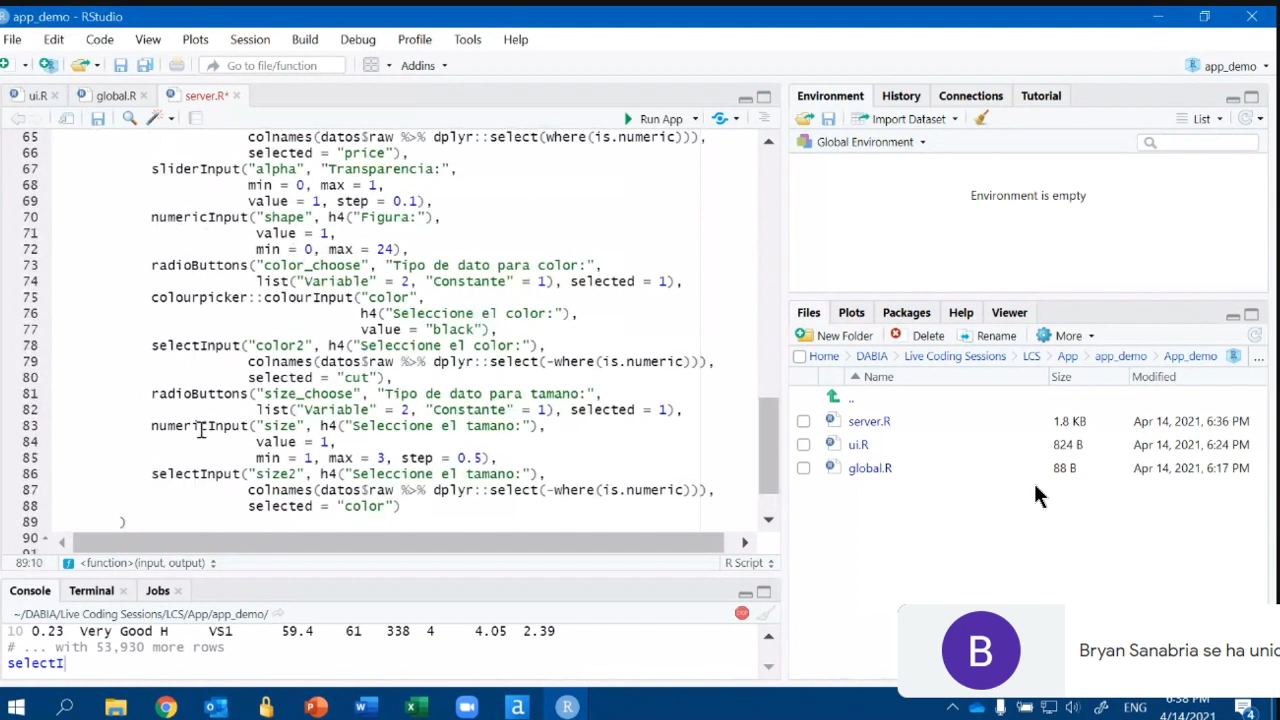 app_demo - RStudio
File Edit Code View Plots Session Build Debug Profile Tools Help
Go to file/function Addins app_demo
ui.R global.R server.R*
Run App
65 colnames(datos$raw %>% dplyr::select(where(is.numeric))),
66 selected = "price"),
67 sliderInput("alpha", "Transparencia:",
68 min = 0, max = 1,
69 value = 1, step = 0.1),
70 numericInput("shape", h4("Figura:"),
71 value = 1,
72 min = 0, max = 24),
73 radioButtons("color_choose", "Tipo de dato para color:",
74 list("Variable" = 2, "Constante" = 1), selected = 1),
75 colourpicker::colourInput("color",
76 h4("Seleccione el color:"),
77 value = "black"),
78 selectInput("color2", h4("Seleccione el color:"),
79 colnames(datos$raw %>% dplyr::select(-where(is.numeric))),
80 selected = "cut"),
81 radioButtons("size_choose", "Tipo de dato para tamano:",
82 list("Variable" = 2, "Constante" = 1), selected = 1),
83 numericInput("size", h4("Seleccione el tamano:"),
84 value = 1,
85 min = 1, max = 3, step = 0.5),
86 selectInput("size2", h4("Seleccione el tamano:"),
87 colnames(datos$raw %>% dplyr::select(-where(is.numeric))),
88 selected = "color")
89 )
90
91
89:10 <function>(input, output) R Script
Console Terminal Jobs
~/DABIA/Live Coding Sessions/LCS/App/app_demo/
10 0.23 Very Good H VS1 59.4 61 338 4 4.05 2.39
# ... with 53,930 more rows
selectI
Environment History Connections Tutorial
Import Dataset List
Global Environment
Environment is empty
Files Plots Packages Help Viewer
New Folder Delete Rename More
Home DABIA Live Coding Sessions LCS App app_demo App_demo ...
Name Size Modified
..
server.R 1.8 KB Apr 14, 2021, 6:36 PM
ui.R 824 B Apr 14, 2021, 6:24 PM
global.R 88 B Apr 14, 2021, 6:17 PM
B Bryan Sanabria se ha unic
ENG 6:38 PM
4/14/2021 4